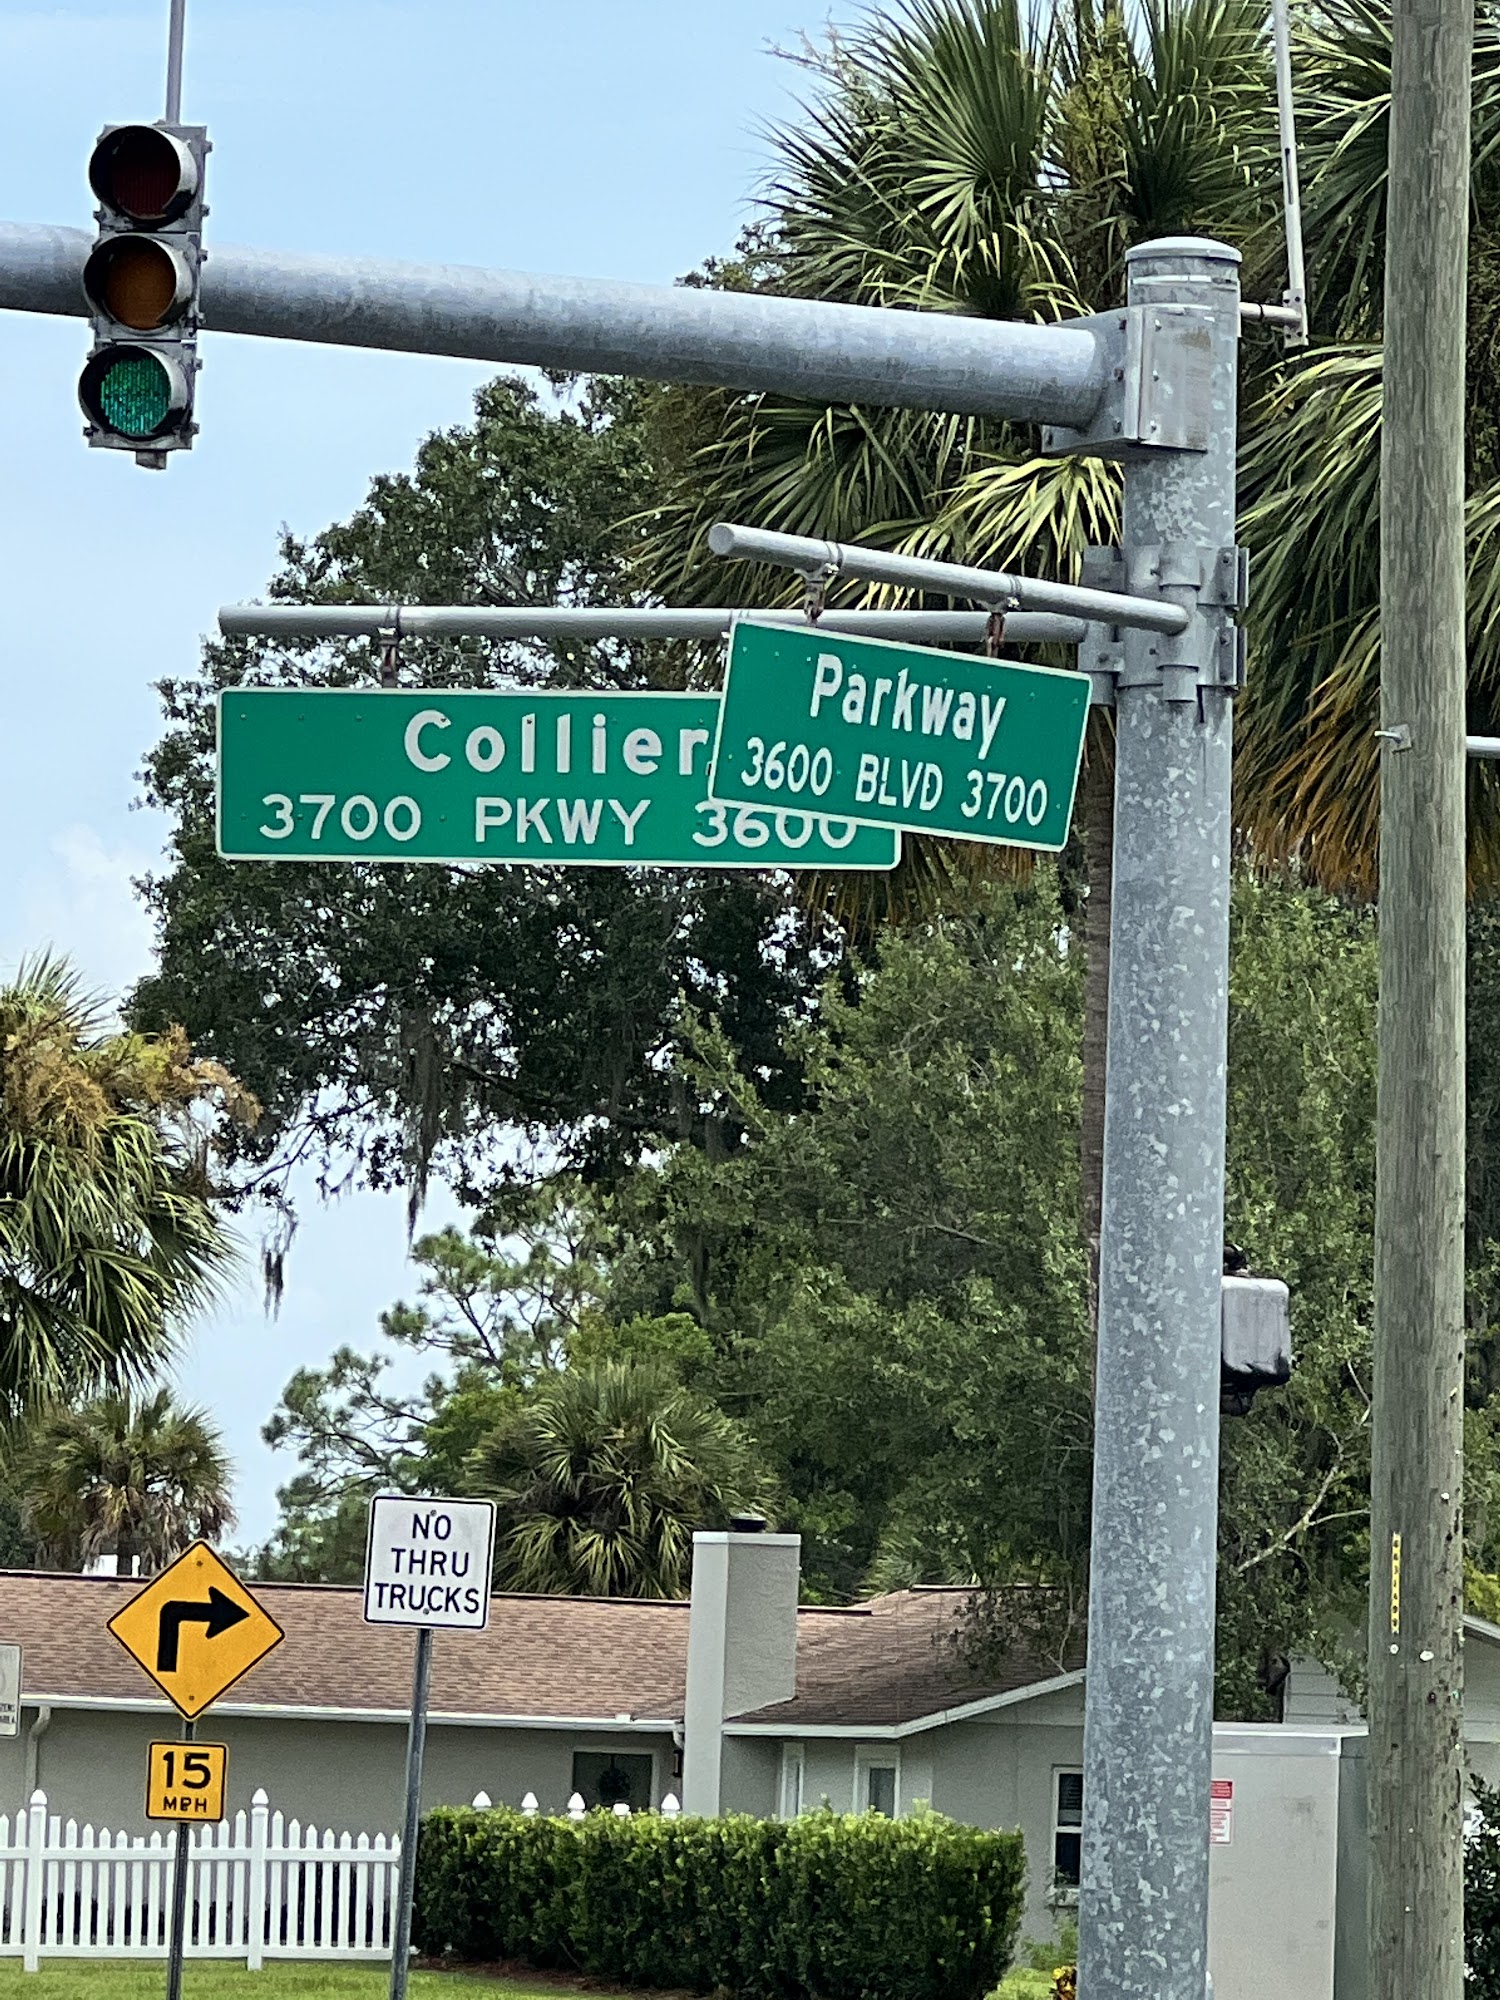 Collier
3700 PKWY 3600
Parkway
3600 BLVD 3700
NO
THRU
TRUCKS
15
MPH